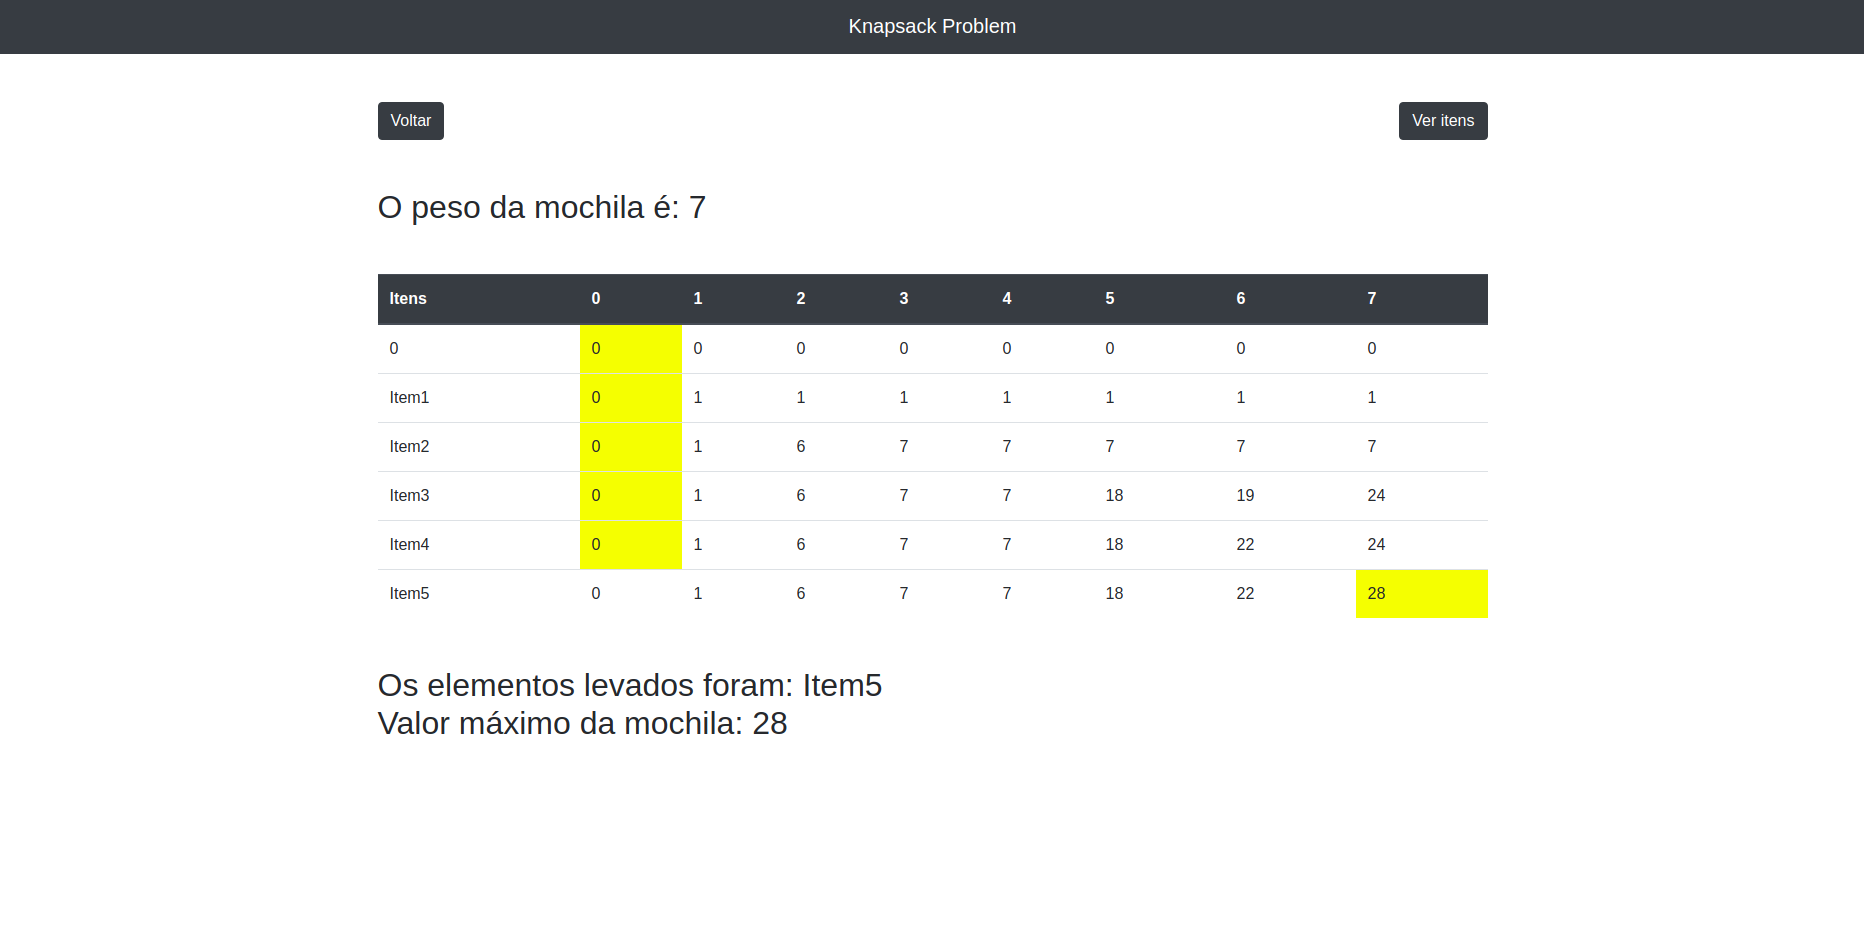 Knapsack Problem
Voltar Ver itens
O peso da mochila é: 7
Itens 0 1 2 3 4 5 6 7
0 0 0 0 0 0 0 0 0
Item1 0 1 1 1 1 1 1 1
Item2 0 1 6 7 7 7 7 7
Item3 0 1 6 7 7 18 19 24
Item4 0 1 6 7 7 18 22 24
Item5 0 1 6 7 7 18 22 28
Os elementos levados foram: Item5
Valor máximo da mochila: 28